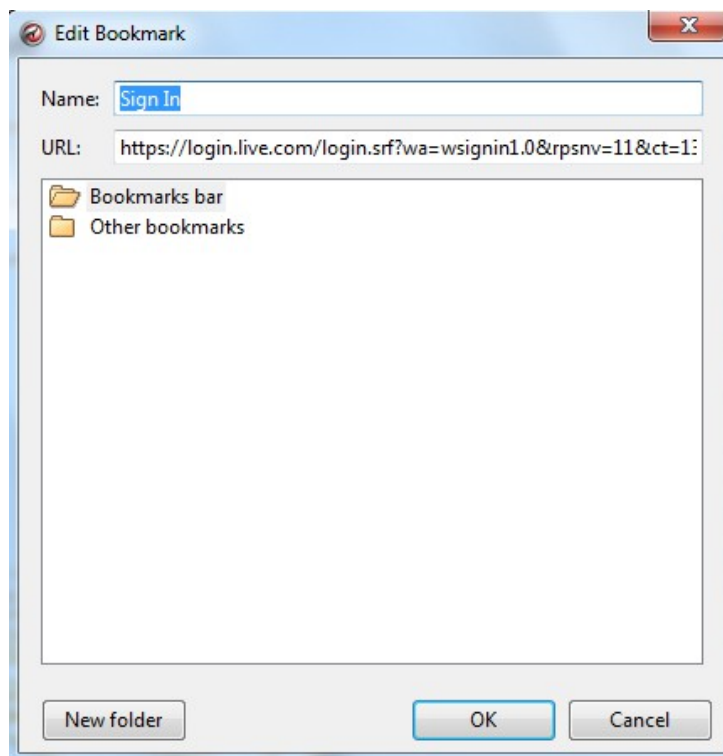 Edit Bookmark
Name: Sign In
URL: https://login.live.com/login.srf?wa=wsignin1.0&rpsnv=11&ct=13
Bookmarks bar
Other bookmarks
New folder OK Cancel